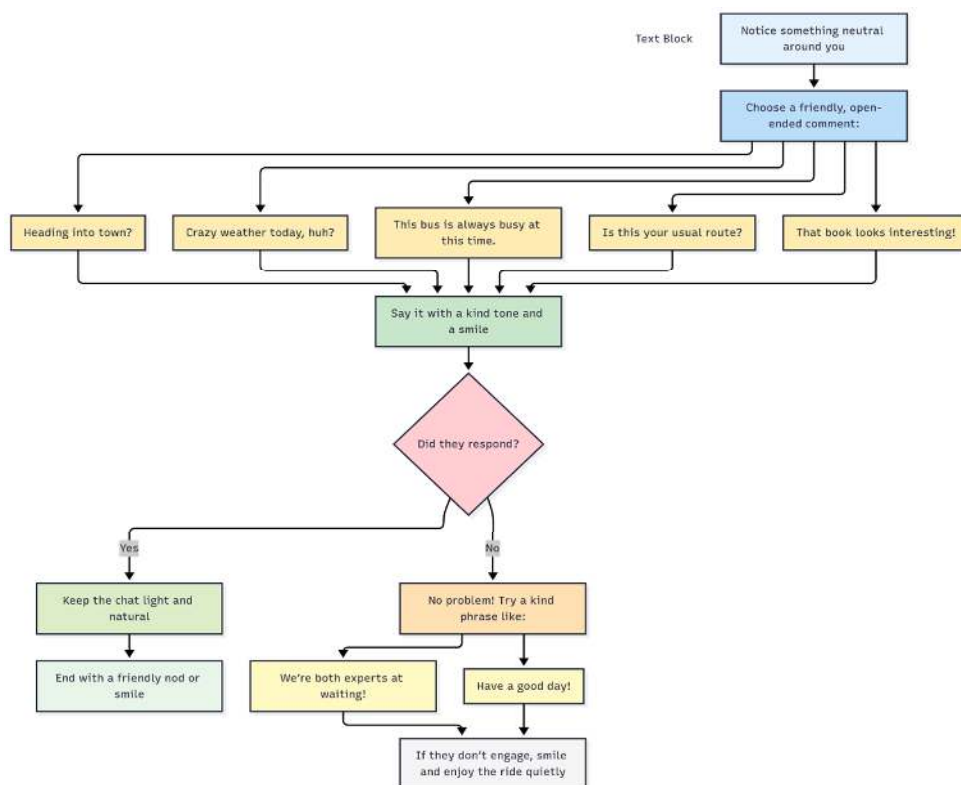 Text Block
Notice something neutral
around you
Choose a friendly, open-
ended comment:
Heading into town?
Crazy weather today, huh?
This bus is always busy at
this time.
Is this your usual route?
That book looks interesting!
Say it with a kind tone and
a smile
Did they respond?
Yes
No
Keep the chat light and
natural
No problem! Try a kind
phrase like:
End with a friendly nod or
smile
We're both experts at
waiting!
Have a good day!
If they don't engage, smile
and enjoy the ride quietly